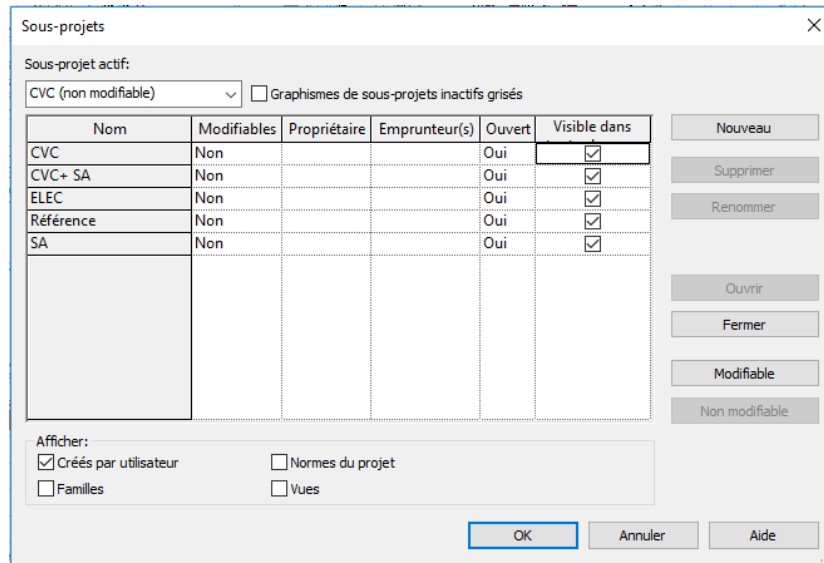 Sous-projets
Sous-projet actif:
CVC (non modifiable)
Graphismes de sous-projets inactifs grisés
Nom Modifiables Propriétaire Emprunteur(s) Ouvert Visible dans
CVC Non Oui
CVC+ SA Non Oui
ELEC Non Oui
Référence Non Oui
SA Non Oui
Nouveau
Supprimer
Renommer
Ouvrir
Fermer
Modifiable
Non modifiable
Afficher:
Créés par utilisateur Normes du projet
Familles Vues
OK Annuler Aide